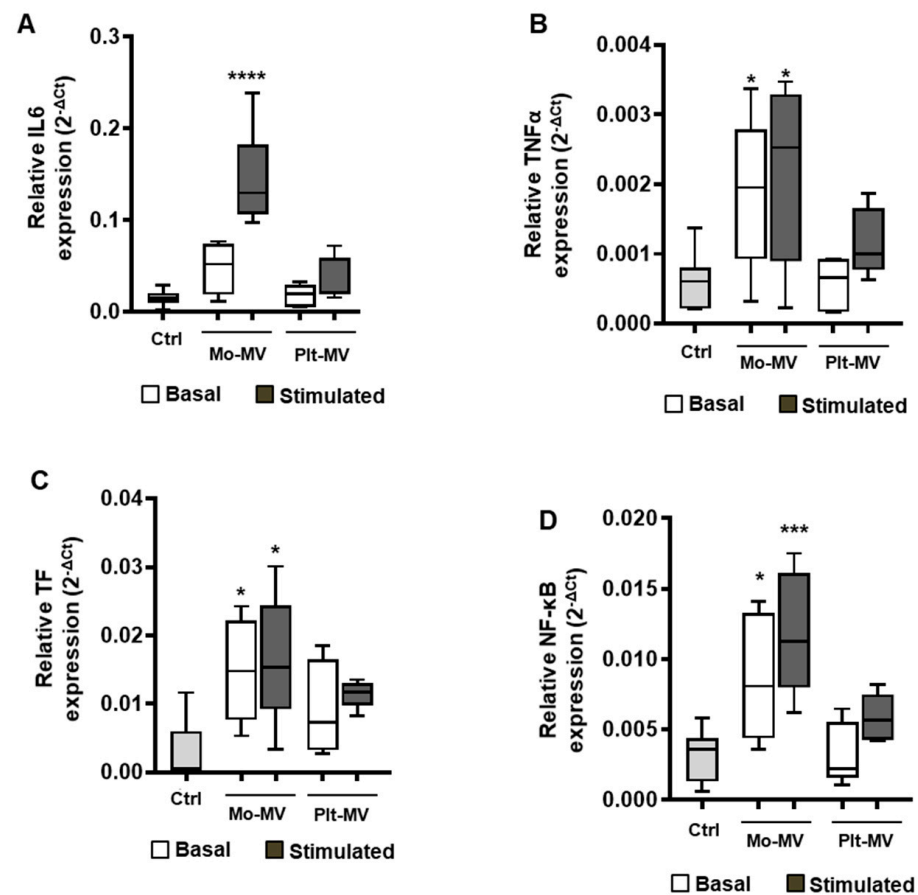 A
Relative IL6
expression (2-ΔCt)
0.3
0.2
0.1
0.0
****
Ctrl
Mo-MV
Plt-MV
Basal
Stimulated
B
Relative TNFα
expression (2-ΔCt)
0.004
0.003
0.002
0.001
0.000
*
*
Ctrl
Mo-MV
Plt-MV
Basal
Stimulated
C
Relative TF
expression (2-ΔCt)
0.04
0.03
0.02
0.01
0.00
*
*
Ctrl
Mo-MV
Plt-MV
Basal
Stimulated
D
Relative NF-κB
expression (2-ΔCt)
0.020
0.015
0.010
0.005
0.000
*
***
Ctrl
Mo-MV
Plt-MV
Basal
Stimulated